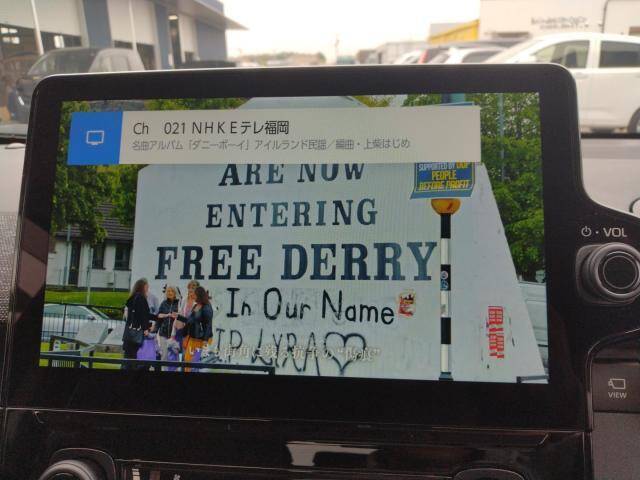 Ch 021 NHKEテレ福岡
名曲アルバム「ダニーボーイ」アイルランド民謡／編曲・上柴はじめ
SUPPORTED BY OUR
PEOPLE
BEFORE PROFIT
ARE NOW
ENTERING
FREE DERRY
In Our Name
RIP LYRA
VOL
VIEW